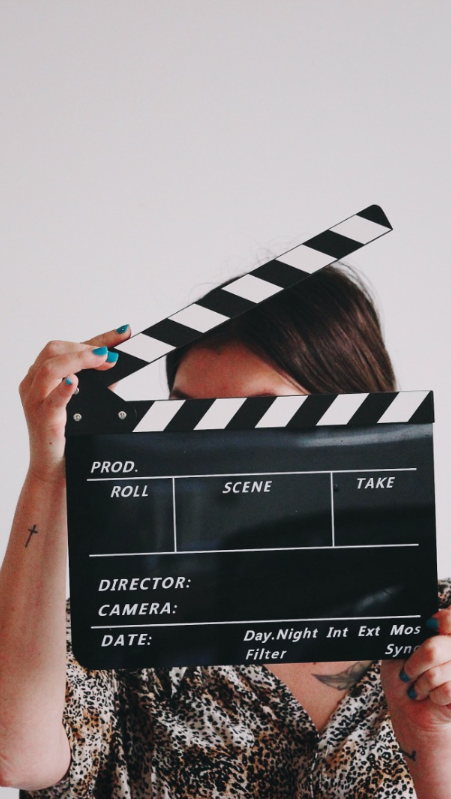 PROD.
ROLL SCENE TAKE
DIRECTOR:
CAMERA:
DATE: Day.Night Int Ext Mos
Filter Sync